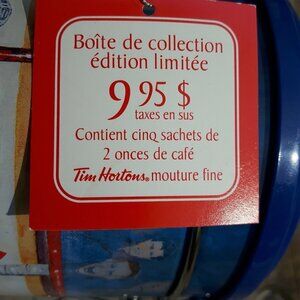 Boîte de collection
édition limitée
9 95 $
taxes en sus
Contient cinq sachets de
2 onces de café
Tim Hortons® mouture fine